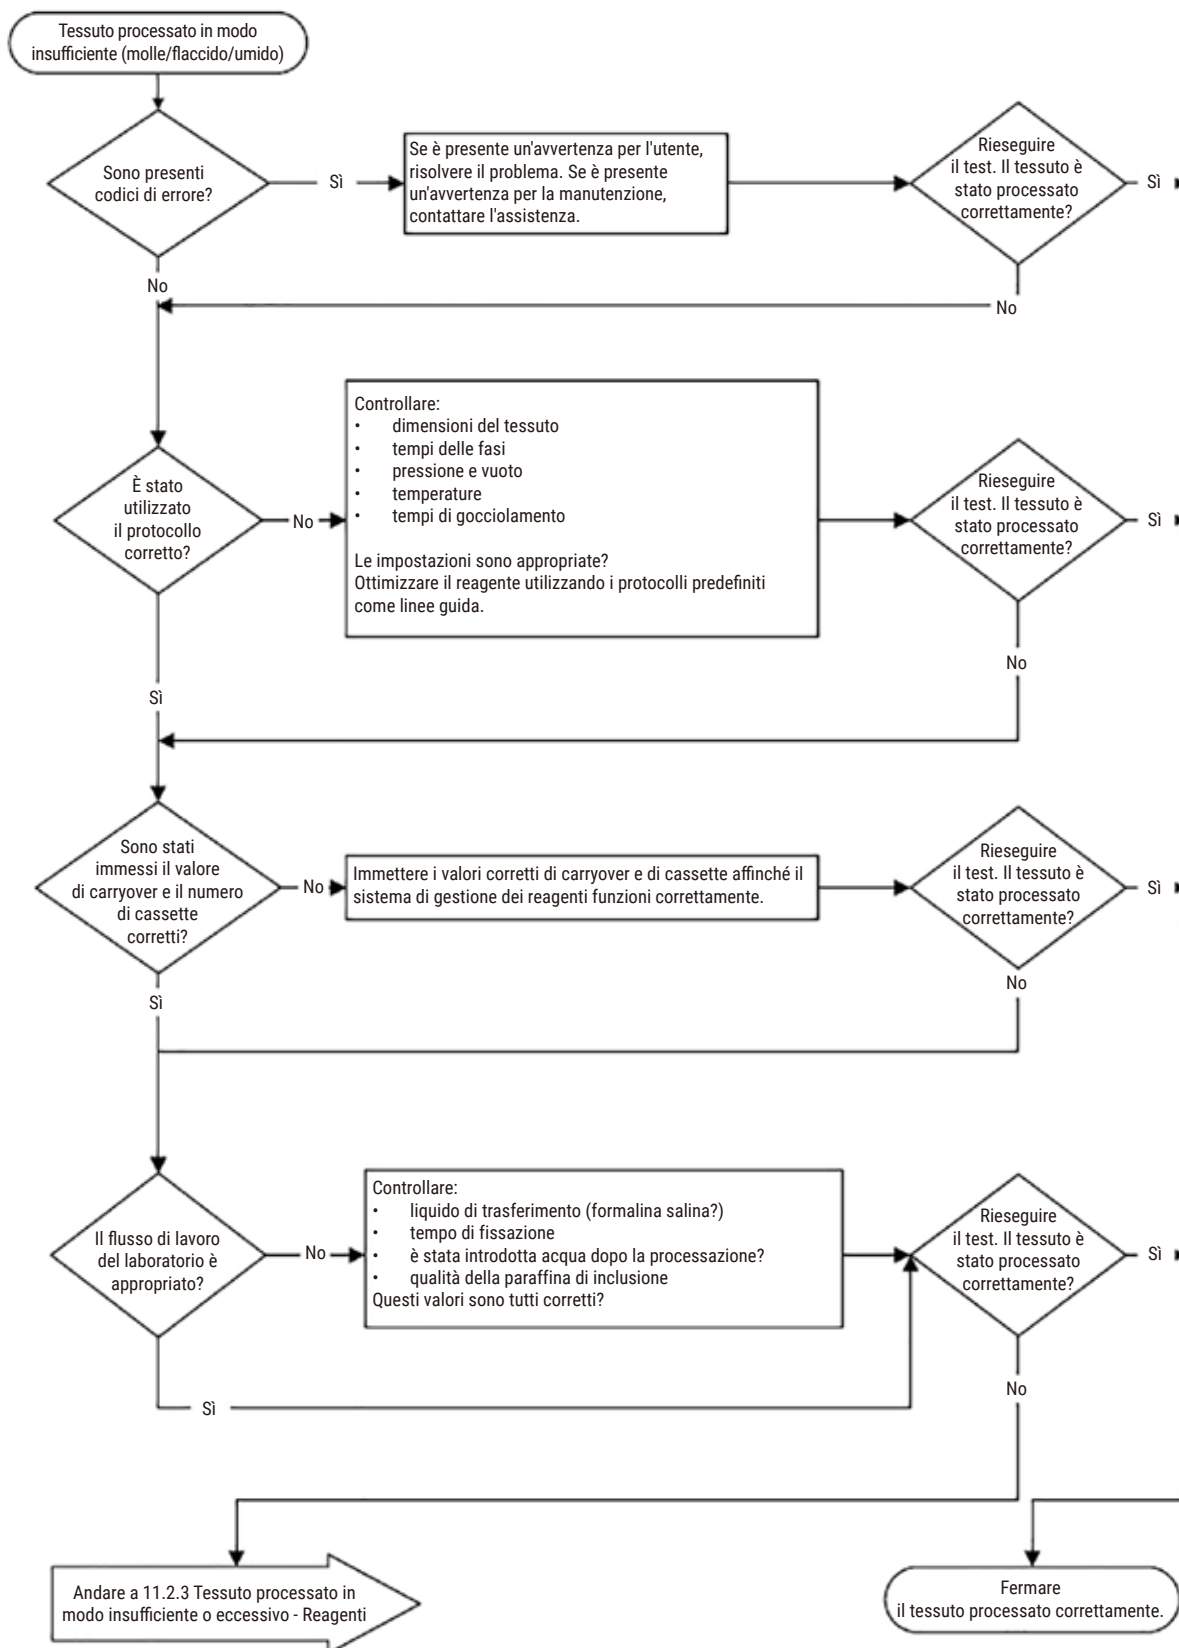 Tessuto processato in modo
insufficiente (molle/flaccido/umido)
Sono presenti
codici di errore?
Sì
Se è presente un'avvertenza per l'utente,
risolvere il problema. Se è presente
un'avvertenza per la manutenzione,
contattare l'assistenza.
Rieseguire
il test. Il tessuto è
stato processato
correttamente?
Sì
No
No
È stato
utilizzato
il protocollo
corretto?
No
Controllare:
• dimensioni del tessuto
• tempi delle fasi
• pressione e vuoto
• temperature
• tempi di gocciolamento
Le impostazioni sono appropriate?
Ottimizzare il reagente utilizzando i protocolli predefiniti
come linee guida.
Rieseguire
il test. Il tessuto è
stato processato
correttamente?
Sì
No
Sì
Sono stati
immessi il valore
di carryover e il numero
di cassette
corretti?
No
Immettere i valori corretti di carryover e di cassette affinché il
sistema di gestione dei reagenti funzioni correttamente.
Rieseguire
il test. Il tessuto è
stato processato
correttamente?
Sì
No
Sì
Il flusso di lavoro
del laboratorio è
appropriato?
No
Controllare:
• liquido di trasferimento (formalina salina?)
• tempo di fissazione
• è stata introdotta acqua dopo la processazione?
• qualità della paraffina di inclusione
Questi valori sono tutti corretti?
Rieseguire
il test. Il tessuto è
stato processato
correttamente?
Sì
No
Sì
Andare a 11.2.3 Tessuto processato in
modo insufficiente o eccessivo - Reagenti
Fermare
il tessuto processato correttamente.